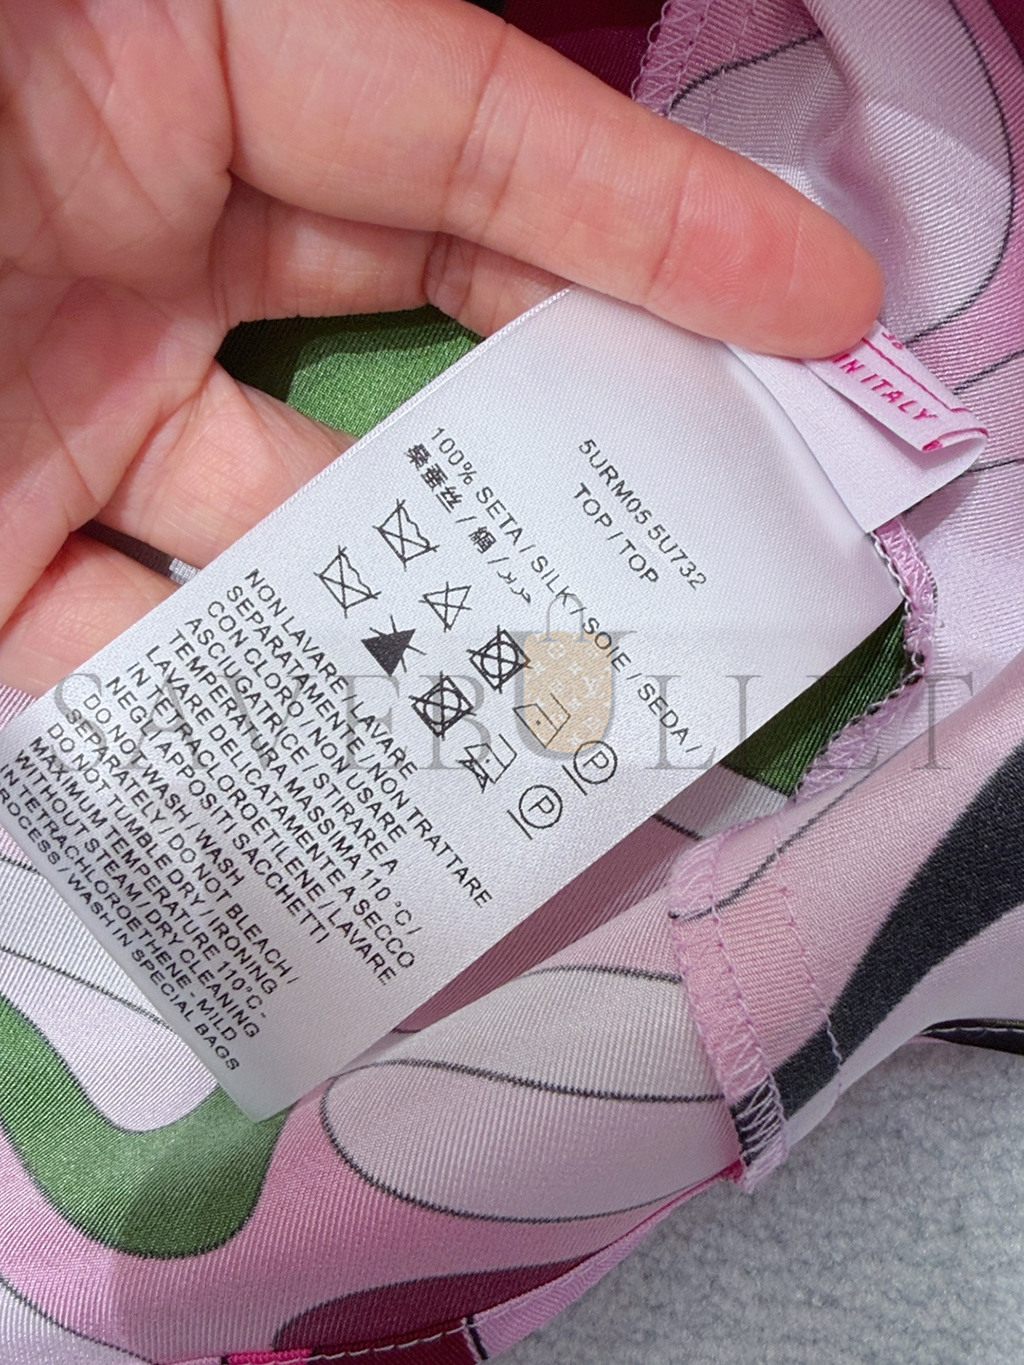 IN ITALY
5URM05 5U732
TOP / TOP
100% SETA / SILK / SOIE / SEDA /
桑蚕丝 / 絹 / حرير
P
P
NON LAVARE / LAVARE
SEPARATAMENTE / NON TRATTARE
CON CLORO / NON USARE
ASCIUGATRICE / STIRARE A
TEMPERATURA MASSIMA 110 °C /
LAVARE DELICATAMENTE A SECCO
IN TETRACLOROETILENE / LAVARE
NEGLI APPOSITI SACCHETTI
DO NOT WASH / WASH
SEPARATELY / DO NOT BLEACH /
DO NOT TUMBLE DRY / IRONING
MAXIMUM TEMPERATURE 110°C -
WITHOUT STEAM / DRY CLEANING
IN TETRACHLOROETHENE - MILD
PROCESS / WASH IN SPECIAL BAGS
SAVEBULLET